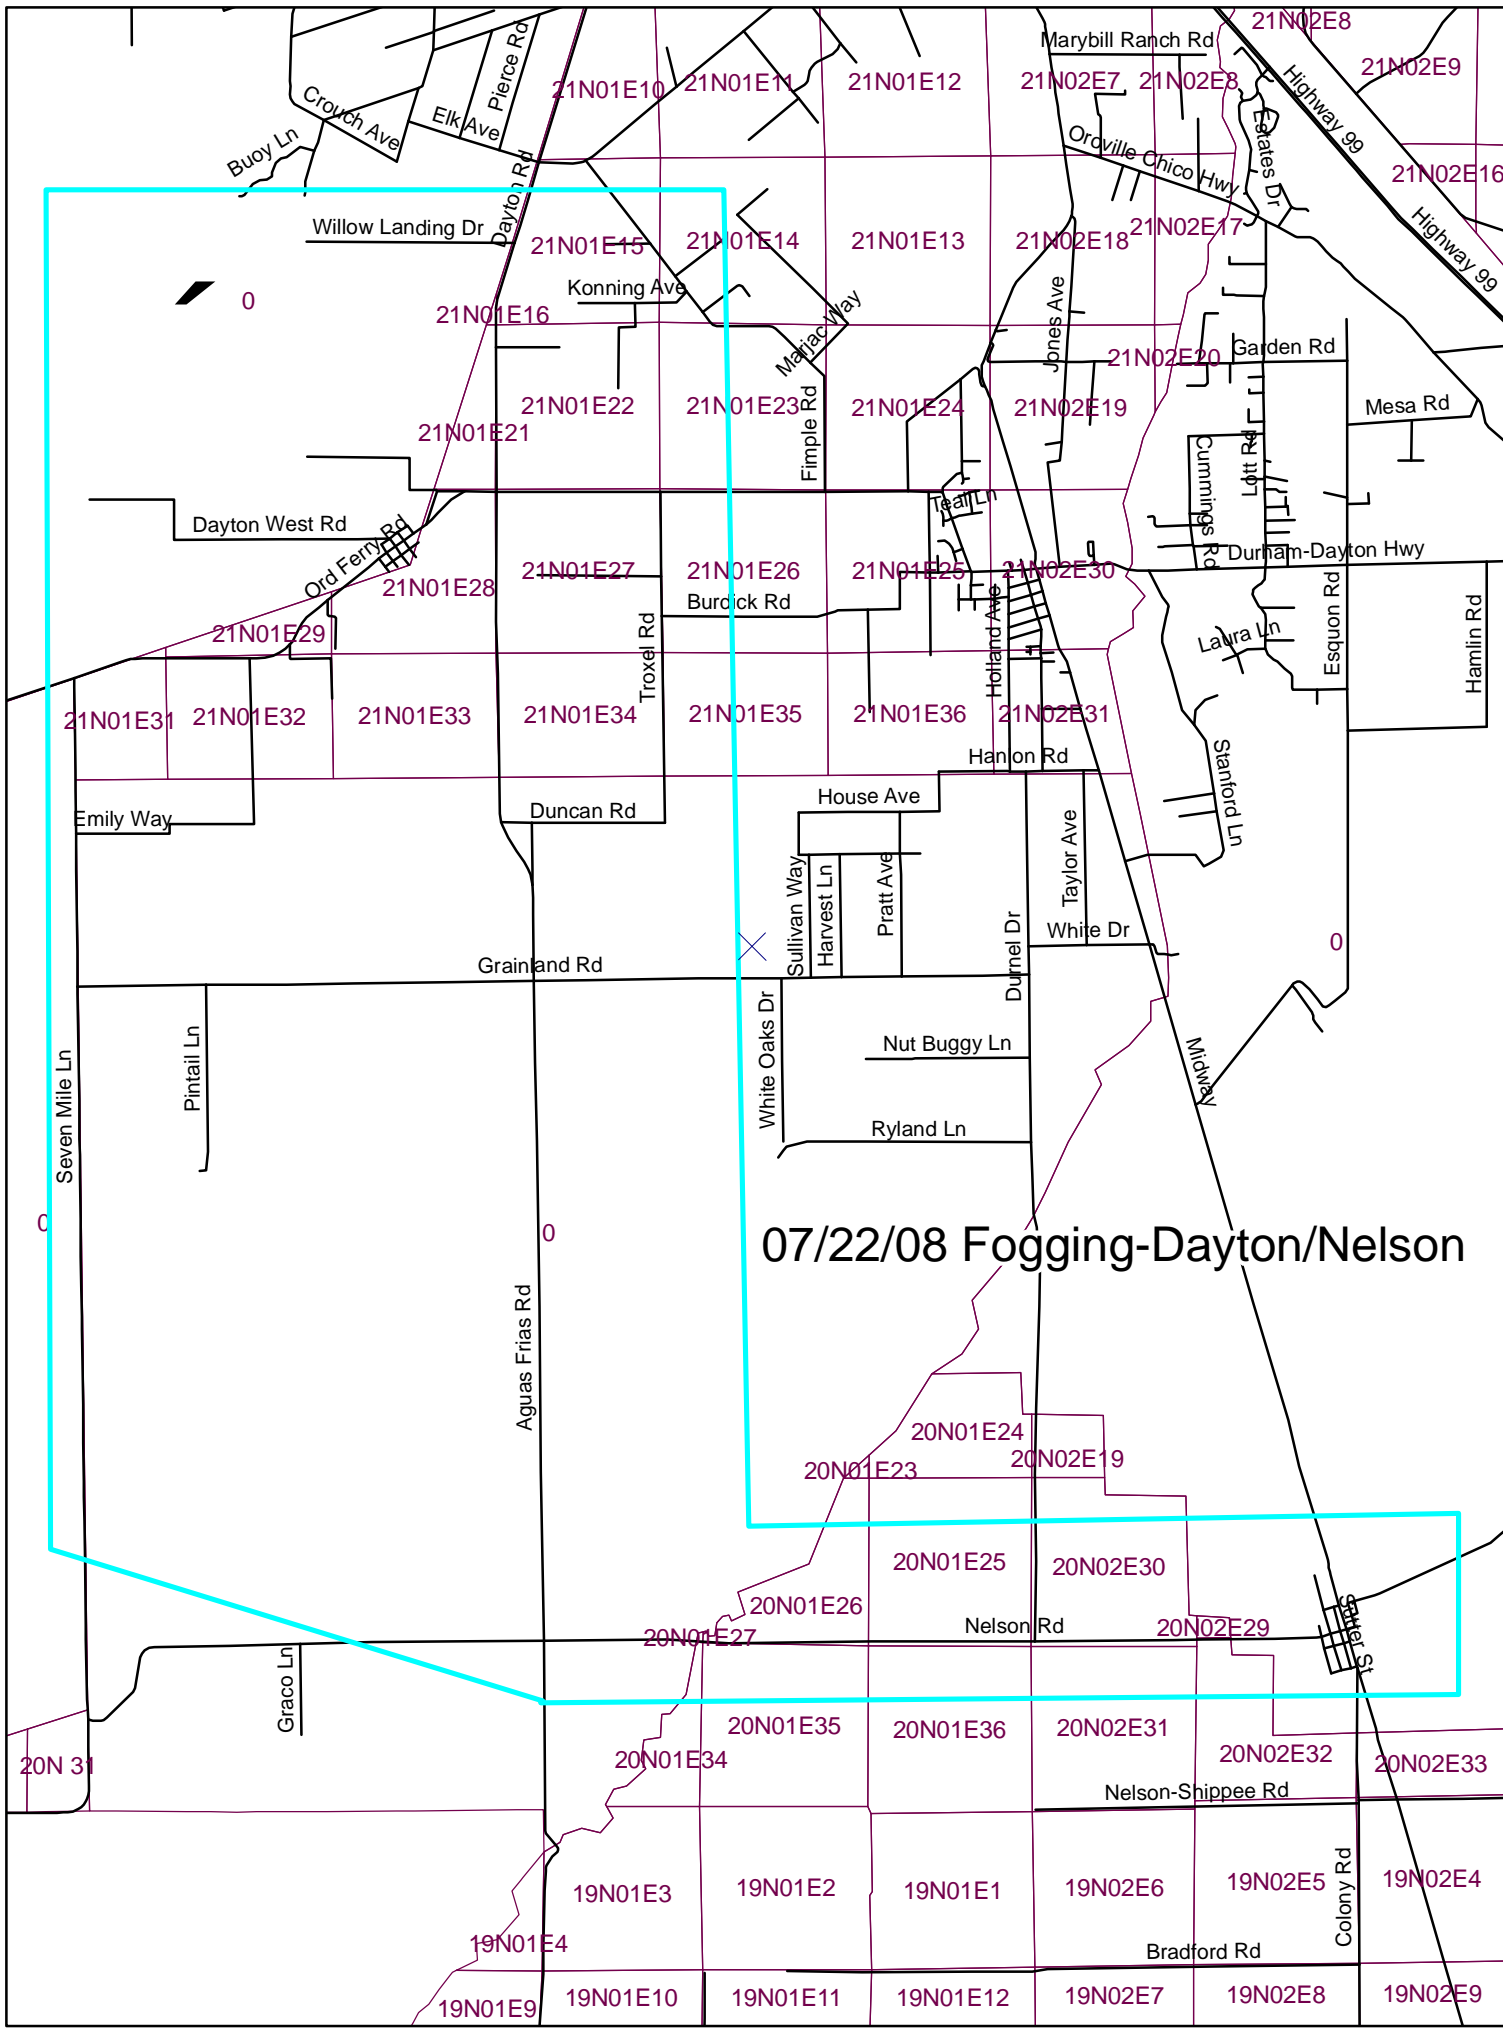 21N02E8
Marybill Ranch Rd
Pierce Rd
21N01E10
21N01E11
21N01E12
21N02E7
21N02E8
Highway 99
21N02E9
Crouch Ave
Elk Ave
Buoy Ln
Oroville Chico Hwy
Estates Dr
21N02E16
Dayton Rd
Willow Landing Dr
21N01E15
21N01E14
21N01E13
21N02E18
21N02E17
Highway 99
0
Konning Ave
21N01E16
Marjac Way
Jones Ave
21N02E20
Garden Rd
21N01E22
21N01E23
21N01E24
21N02E19
Mesa Rd
21N01E21
Fimple Rd
Cummings Rd
Lott Rd
Teal Ln
Dayton West Rd
Ord Ferry Rd
Durham-Dayton Hwy
21N01E28
21N01E27
21N01E26
21N01E25
21N02E30
Burdick Rd
21N01E29
Troxel Rd
Holland Ave
Laura Ln
Esquon Rd
Hamlin Rd
21N01E31
21N01E32
21N01E33
21N01E34
21N01E35
21N01E36
21N02E31
Hanlon Rd
Stanford Ln
Emily Way
Duncan Rd
House Ave
Taylor Ave
Sullivan Way
Harvest Ln
Pratt Ave
White Dr
0
Grainland Rd
Durnel Dr
White Oaks Dr
Nut Buggy Ln
Pintail Ln
Seven Mile Ln
Midway
Ryland Ln
0
0
07/22/08 Fogging-Dayton/Nelson
Aguas Frias Rd
20N01E24
20N01E23
20N02E19
20N01E25
20N02E30
20N01E26
20N01E27
Nelson Rd
20N02E29
Sutter St
Graco Ln
20N01E35
20N01E36
20N02E31
20N 31
20N01E34
20N02E32
20N02E33
Nelson-Shippee Rd
19N01E3
19N01E2
19N01E1
19N02E6
19N02E5
19N02E4
Colony Rd
19N01E4
Bradford Rd
19N01E9
19N01E10
19N01E11
19N01E12
19N02E7
19N02E8
19N02E9